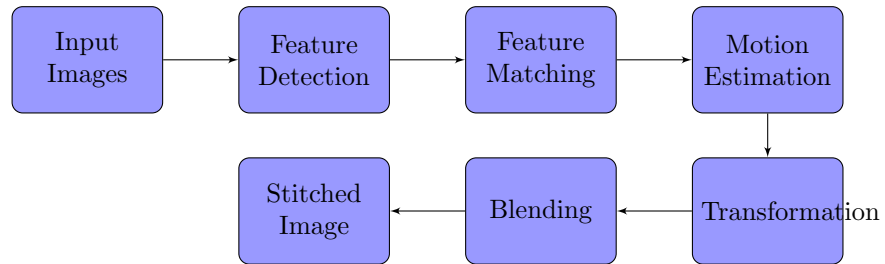 Input
Images
Feature
Detection
Feature
Matching
Motion
Estimation
Transformation
Blending
Stitched
Image